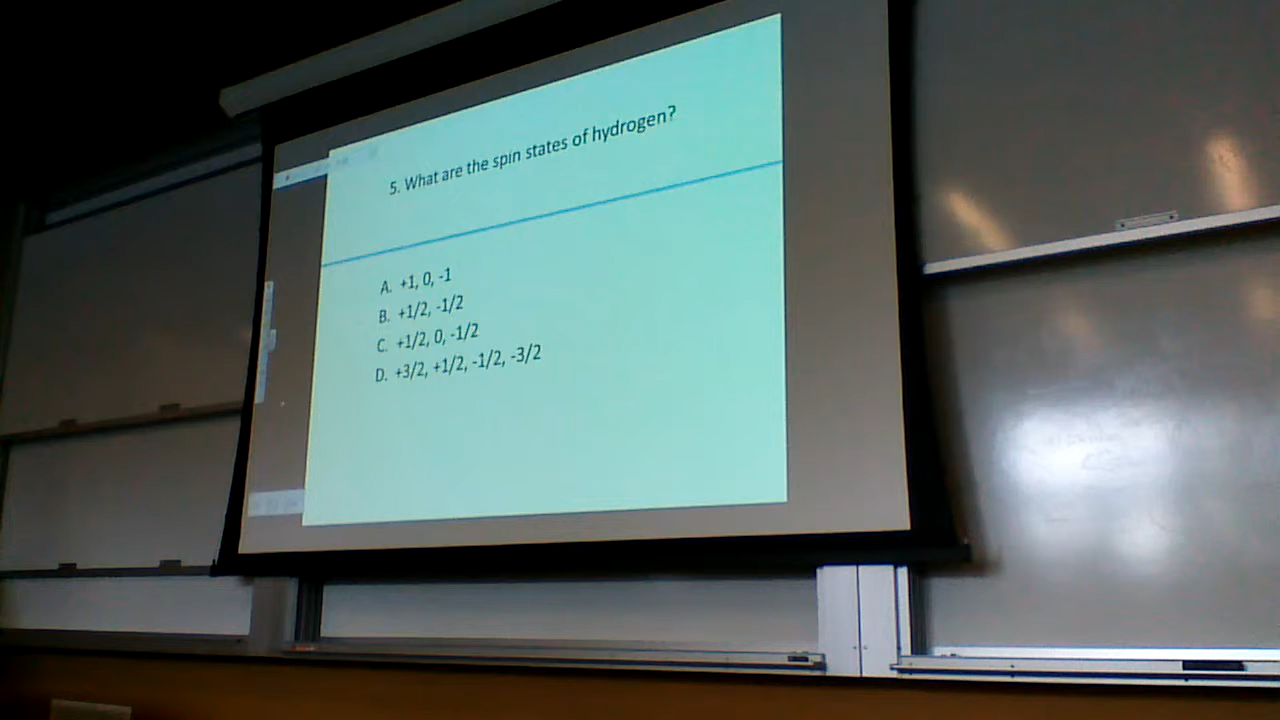 5. What are the spin states of hydrogen?
A. +1, 0, -1
B. +1/2, -1/2
C. +1/2, 0, -1/2
D. +3/2, +1/2, -1/2, -3/2